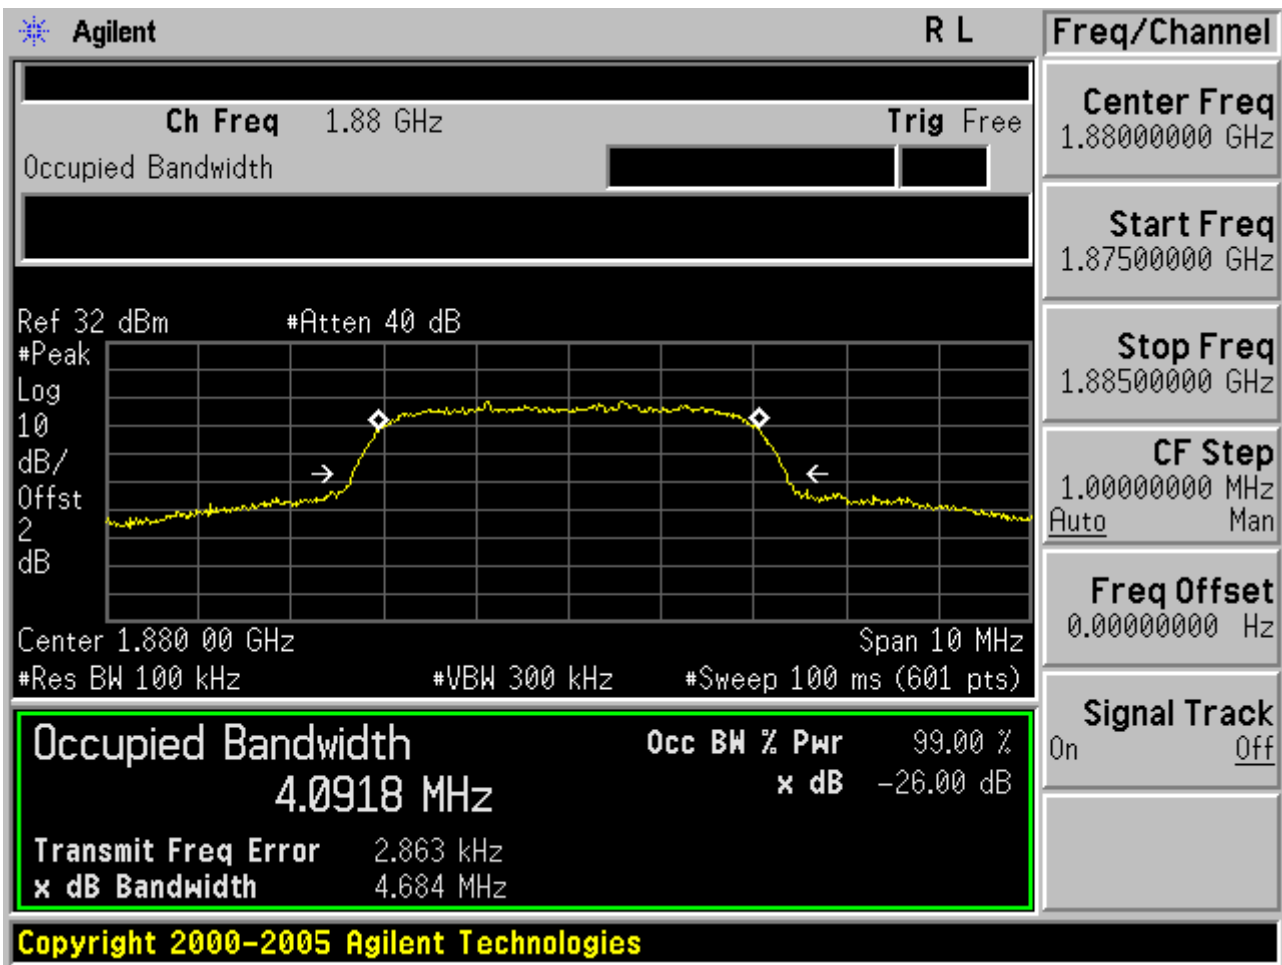 Agilent R L
Ch Freq 1.88 GHz Trig Free
Occupied Bandwidth
Ref 32 dBm #Atten 40 dB
#Peak
Log
10
dB/
Offst
2
dB
Center 1.880 00 GHz Span 10 MHz
#Res BW 100 kHz #VBW 300 kHz #Sweep 100 ms (601 pts)
Occupied Bandwidth
4.0918 MHz
Occ BW % Pwr 99.00 %
x dB -26.00 dB
Transmit Freq Error 2.863 kHz
x dB Bandwidth 4.684 MHz
Copyright 2000-2005 Agilent Technologies
Freq/Channel
Center Freq
1.88000000 GHz
Start Freq
1.87500000 GHz
Stop Freq
1.88500000 GHz
CF Step
1.00000000 MHz
Auto Man
Freq Offset
0.00000000 Hz
Signal Track
On Off